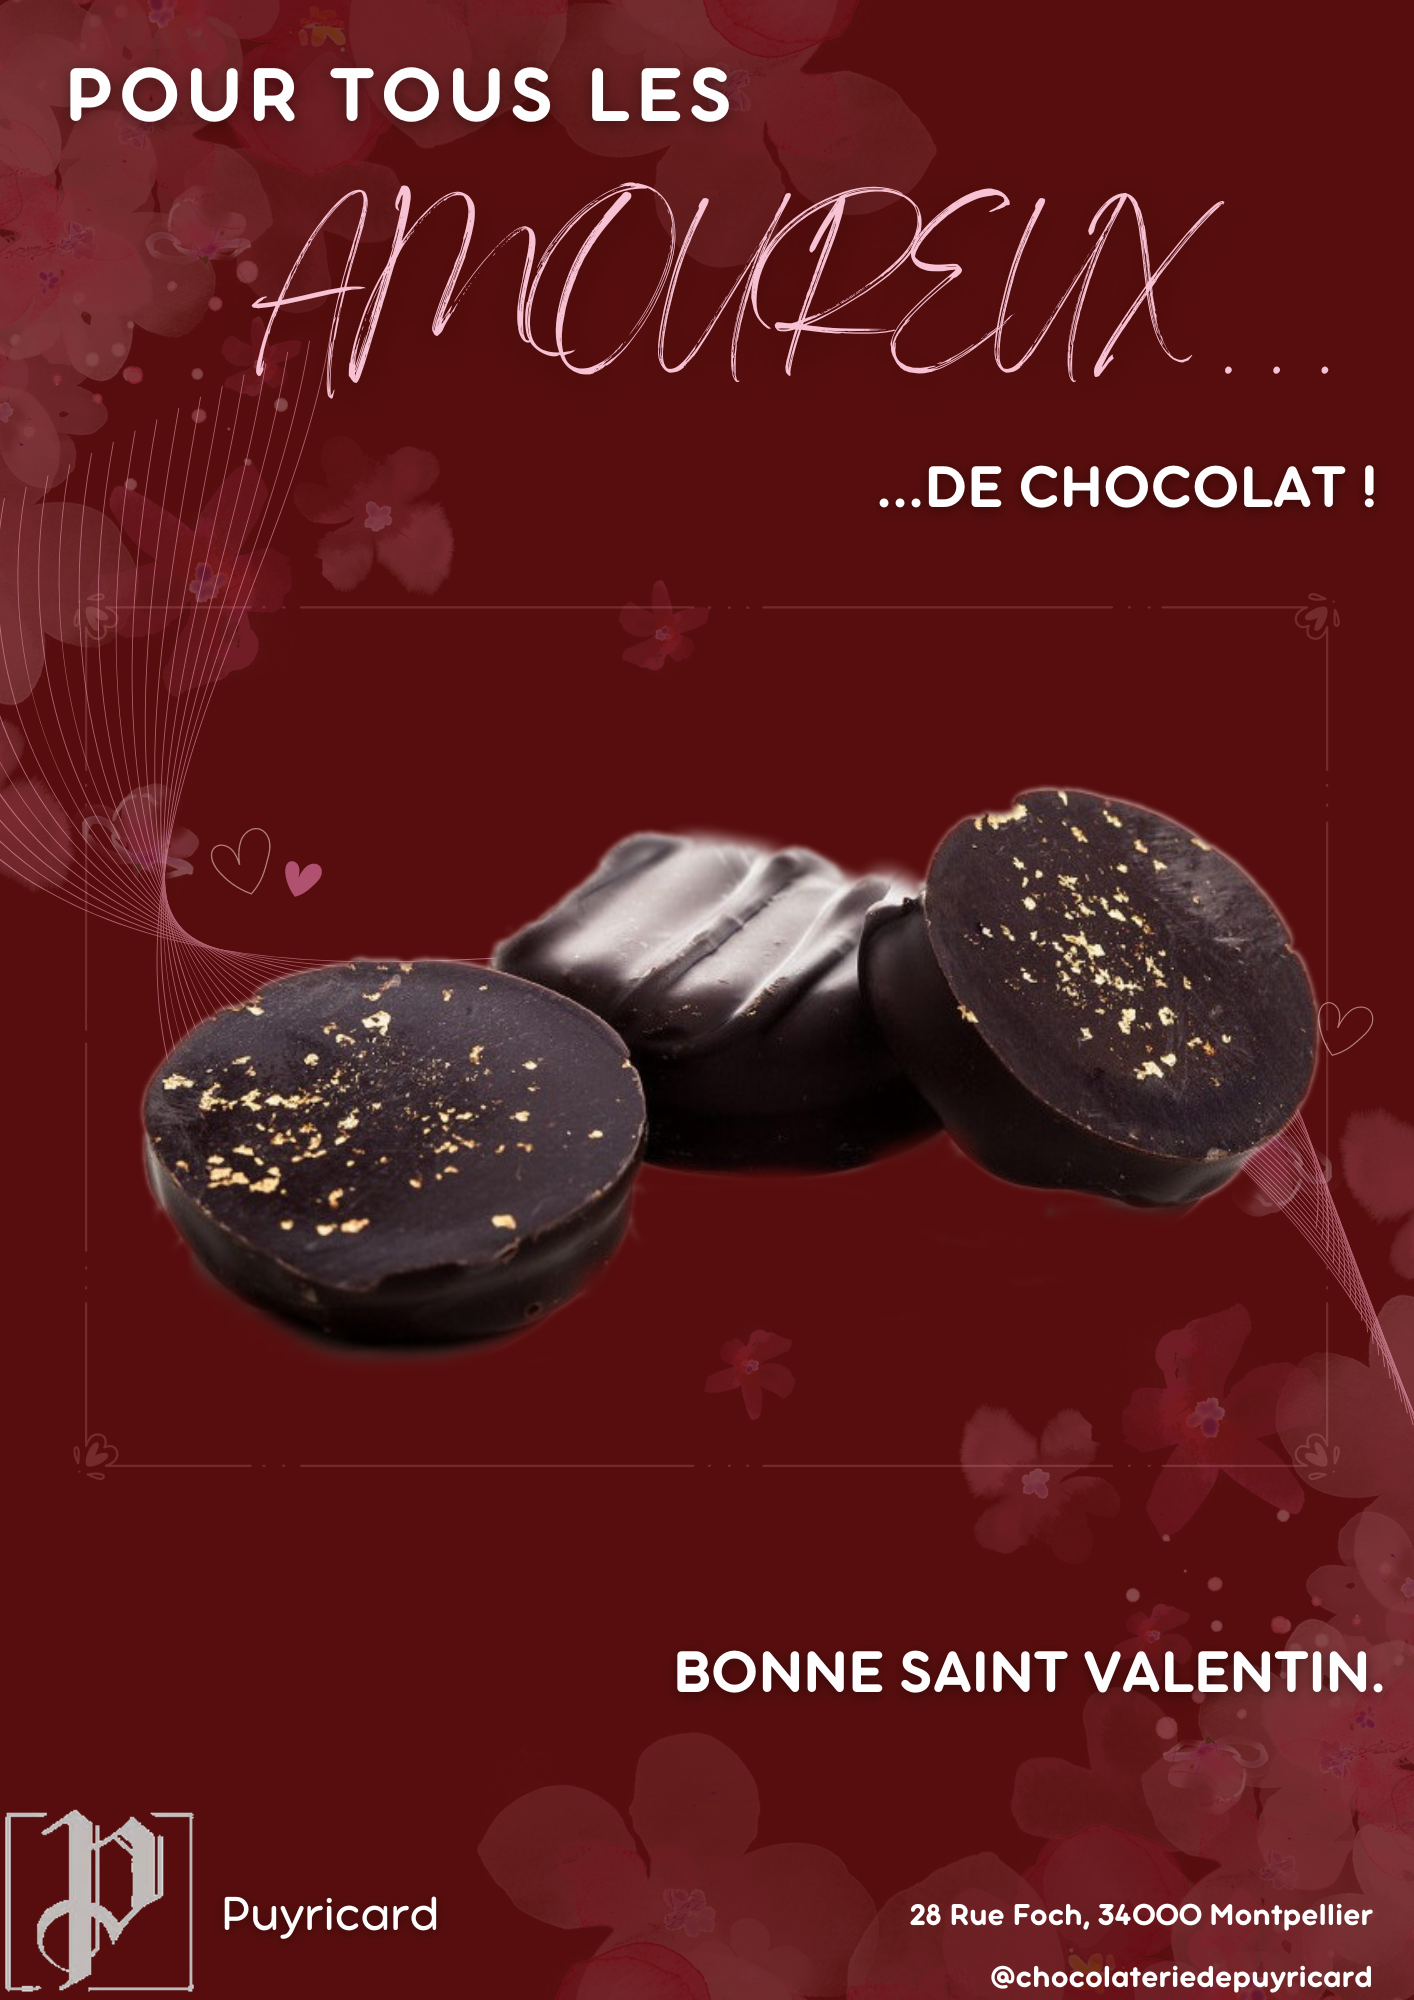 POUR TOUS LES
AMOUREUX...
...DE CHOCOLAT !
BONNE SAINT VALENTIN.
P
Puyricard
28 Rue Foch, 34000 Montpellier
@chocolateriedepuyricard